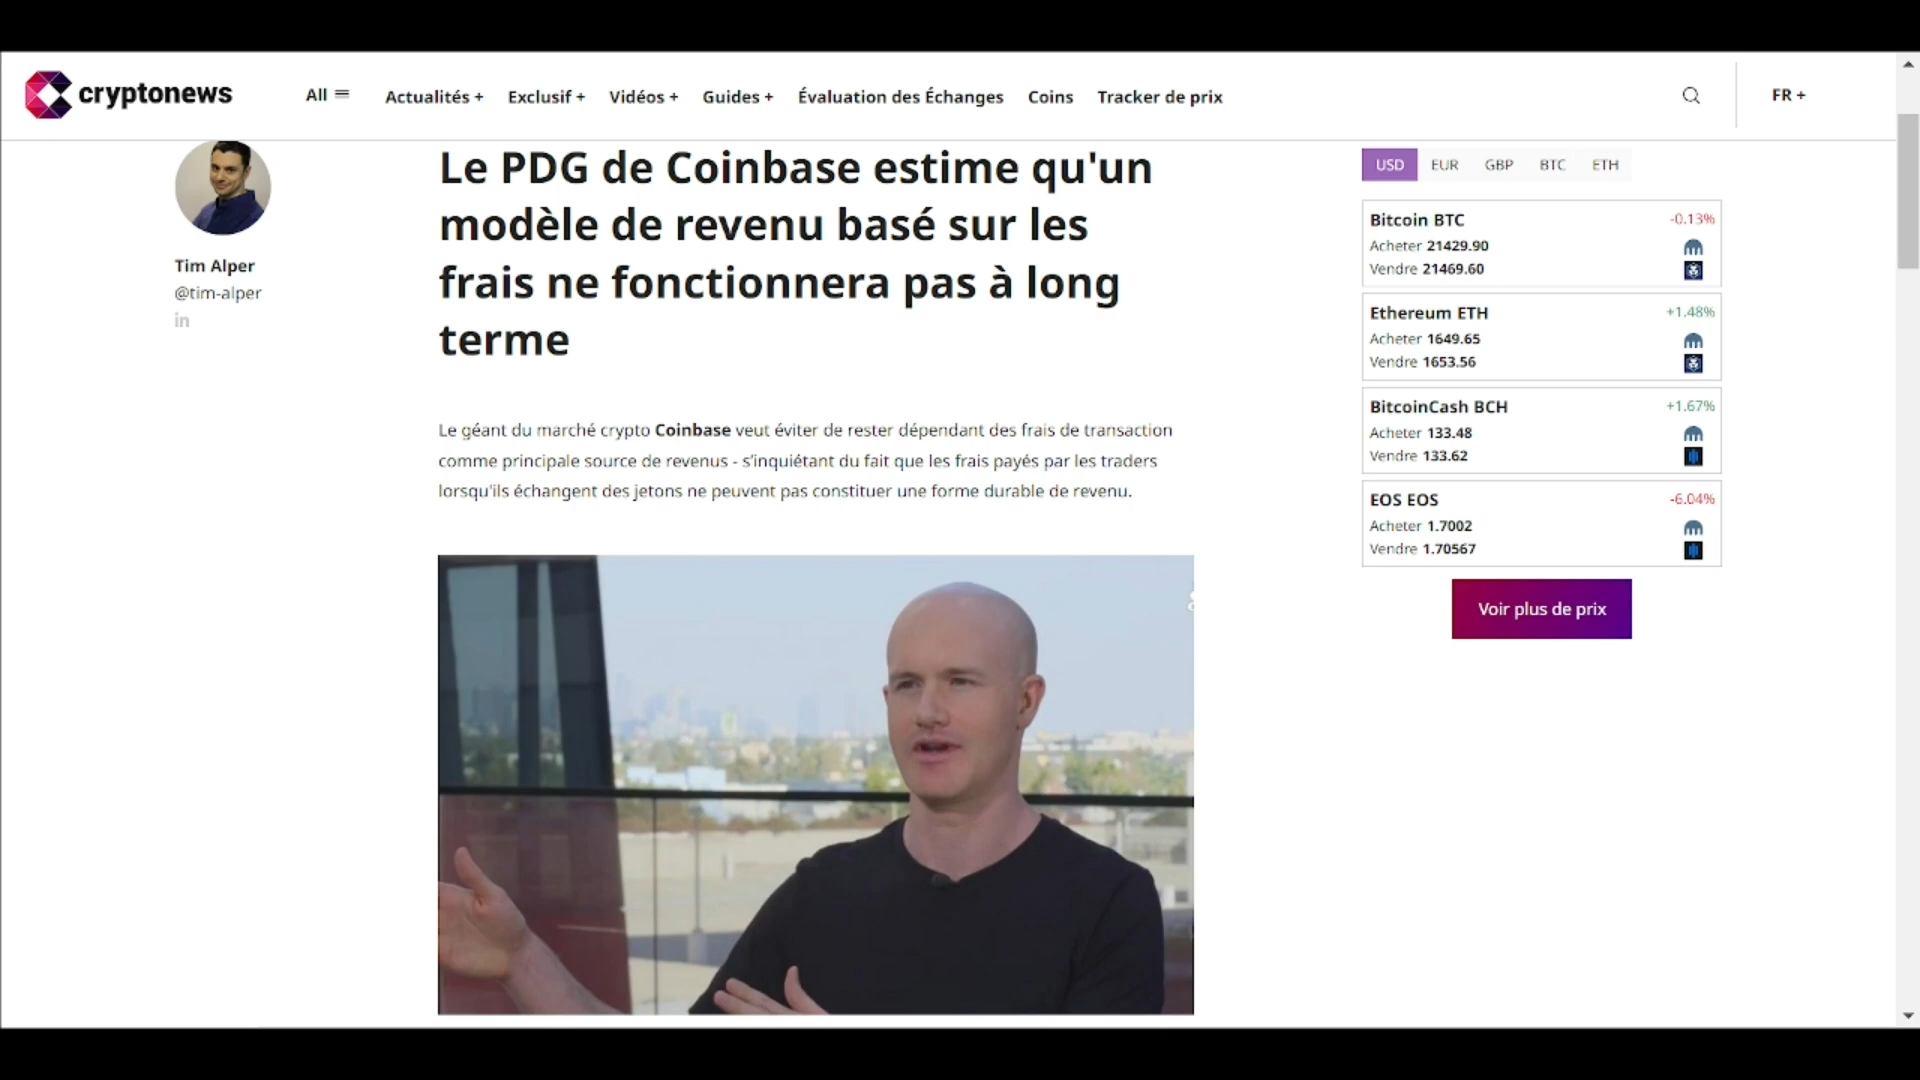 cryptonews
All
Actualités +
Exclusif +
Vidéos +
Guides +
Évaluation des Échanges
Coins
Tracker de prix
FR +
Tim Alper
@tim-alper
in
Le PDG de Coinbase estime qu'un
modèle de revenu basé sur les
frais ne fonctionnera pas à long
terme
Le géant du marché crypto Coinbase veut éviter de rester dépendant des frais de transaction
comme principale source de revenus - s'inquiétant du fait que les frais payés par les traders
lorsqu'ils échangent des jetons ne peuvent pas constituer une forme durable de revenu.
USD EUR GBP BTC ETH
Bitcoin BTC -0.13%
Acheter 21429.90
Vendre 21469.60
Ethereum ETH +1.48%
Acheter 1649.65
Vendre 1653.56
BitcoinCash BCH +1.67%
Acheter 133.48
Vendre 133.62
EOS EOS -6.04%
Acheter 1.7002
Vendre 1.70567
Voir plus de prix